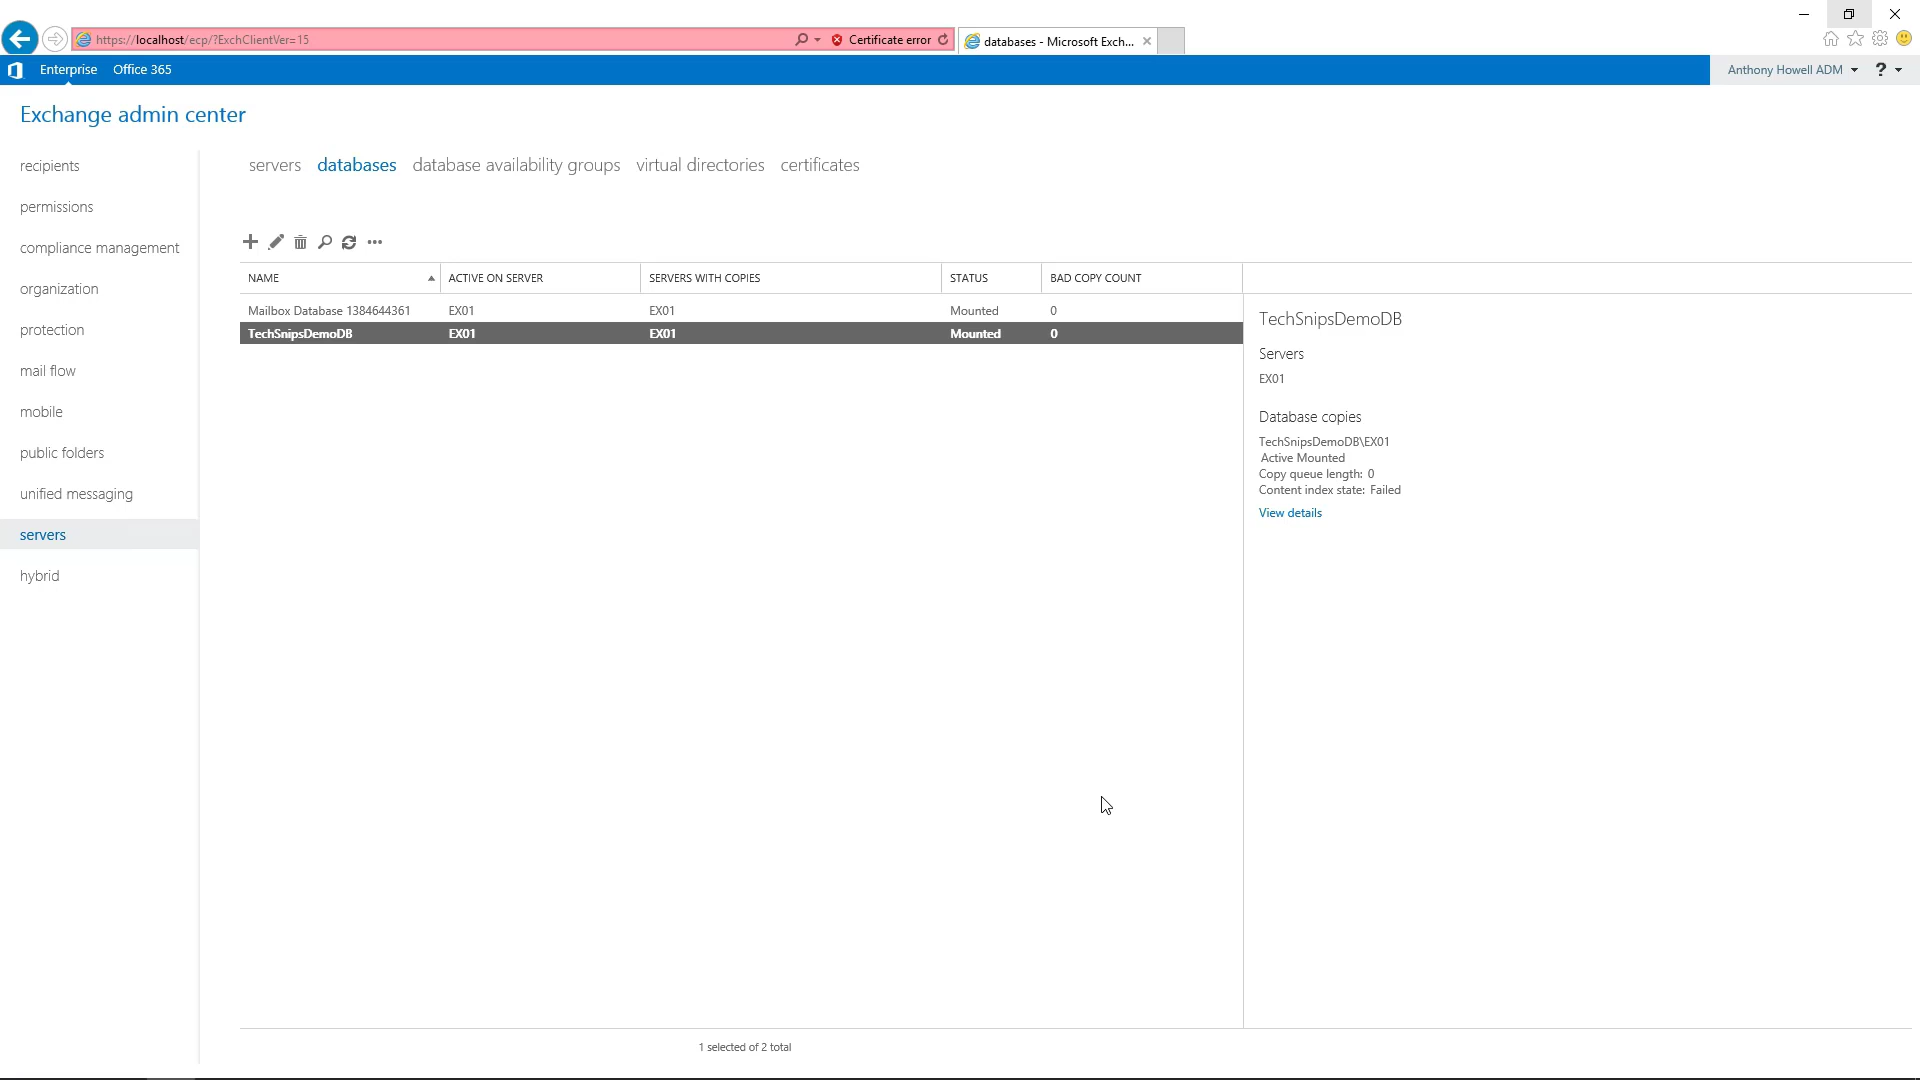 https://localhost/ecp/?ExchClientVer=15
Certificate error
databases - Microsoft Exch...
Enterprise
Office 365
Anthony Howell ADM
?
Exchange admin center
recipients
permissions
compliance management
organization
protection
mail flow
mobile
public folders
unified messaging
servers
hybrid
servers databases database availability groups virtual directories certificates
NAME ACTIVE ON SERVER SERVERS WITH COPIES STATUS BAD COPY COUNT
Mailbox Database 1384644361 EX01 EX01 Mounted 0
TechSnipsDemoDB EX01 EX01 Mounted 0
TechSnipsDemoDB
Servers
EX01
Database copies
TechSnipsDemoDB\EX01
Active Mounted
Copy queue length: 0
Content index state: Failed
View details
1 selected of 2 total